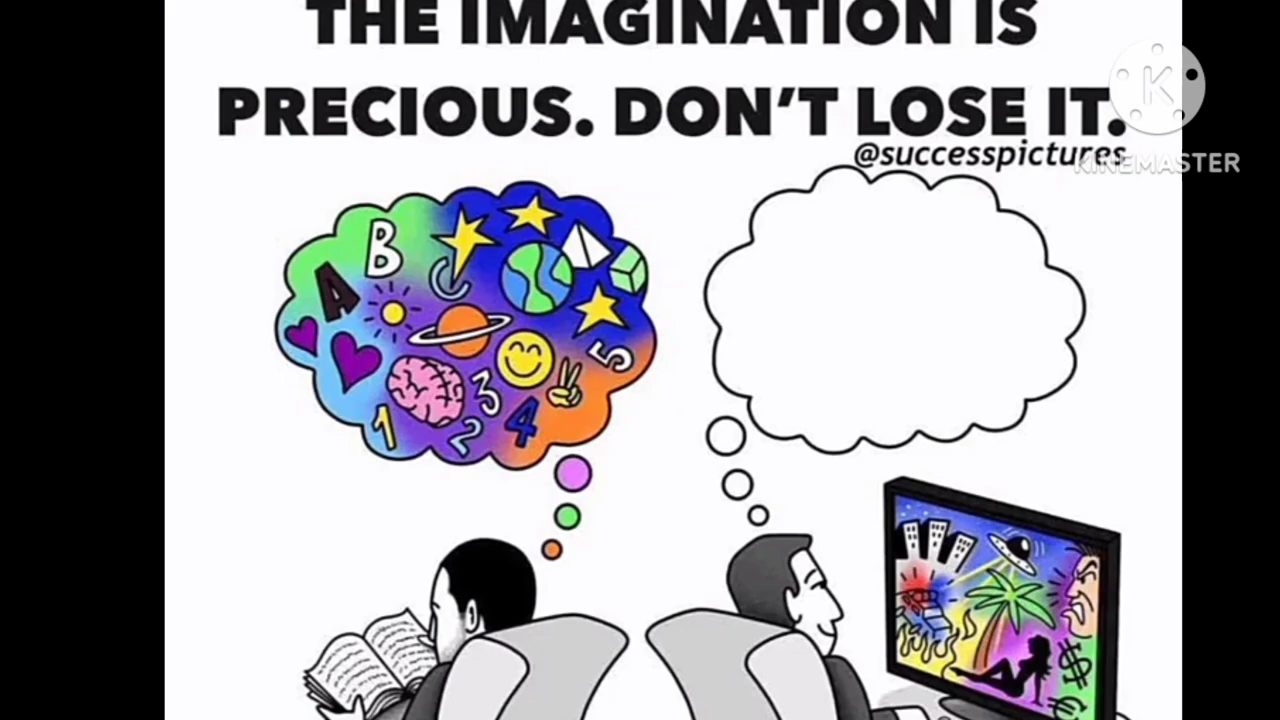 THE IMAGINATION IS
PRECIOUS. DON'T LOSE IT.
@successpictures
K
KINEMASTER
B
A
C
5
3
1
2
4
$
€